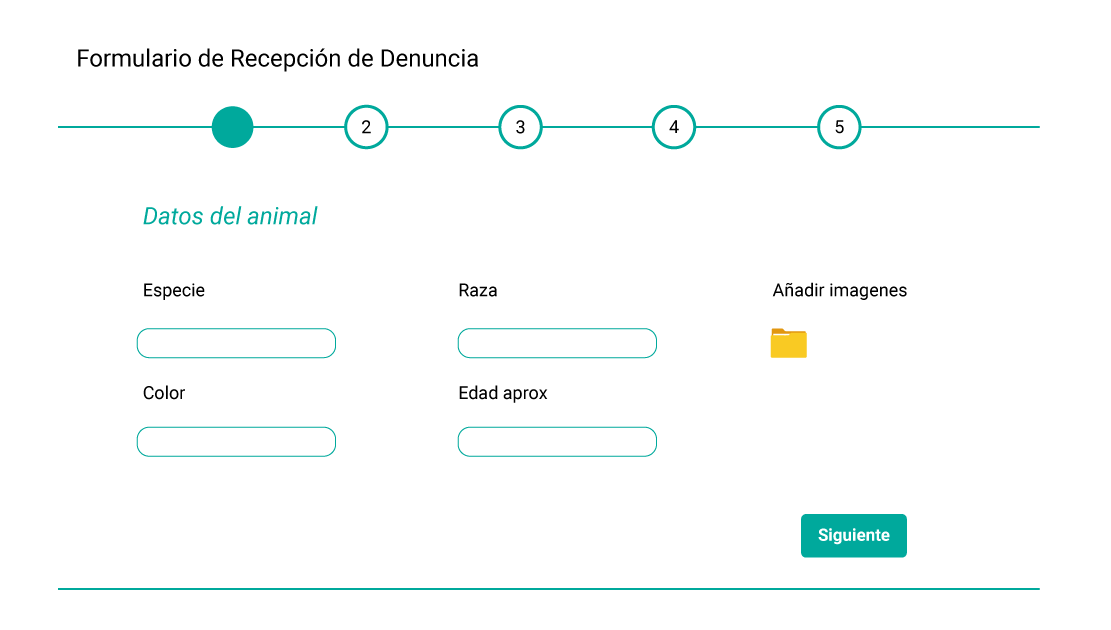 Formulario de Recepción de Denuncia
2 3 4 5
Datos del animal
Especie Raza Añadir imagenes
Color Edad aprox
Siguiente